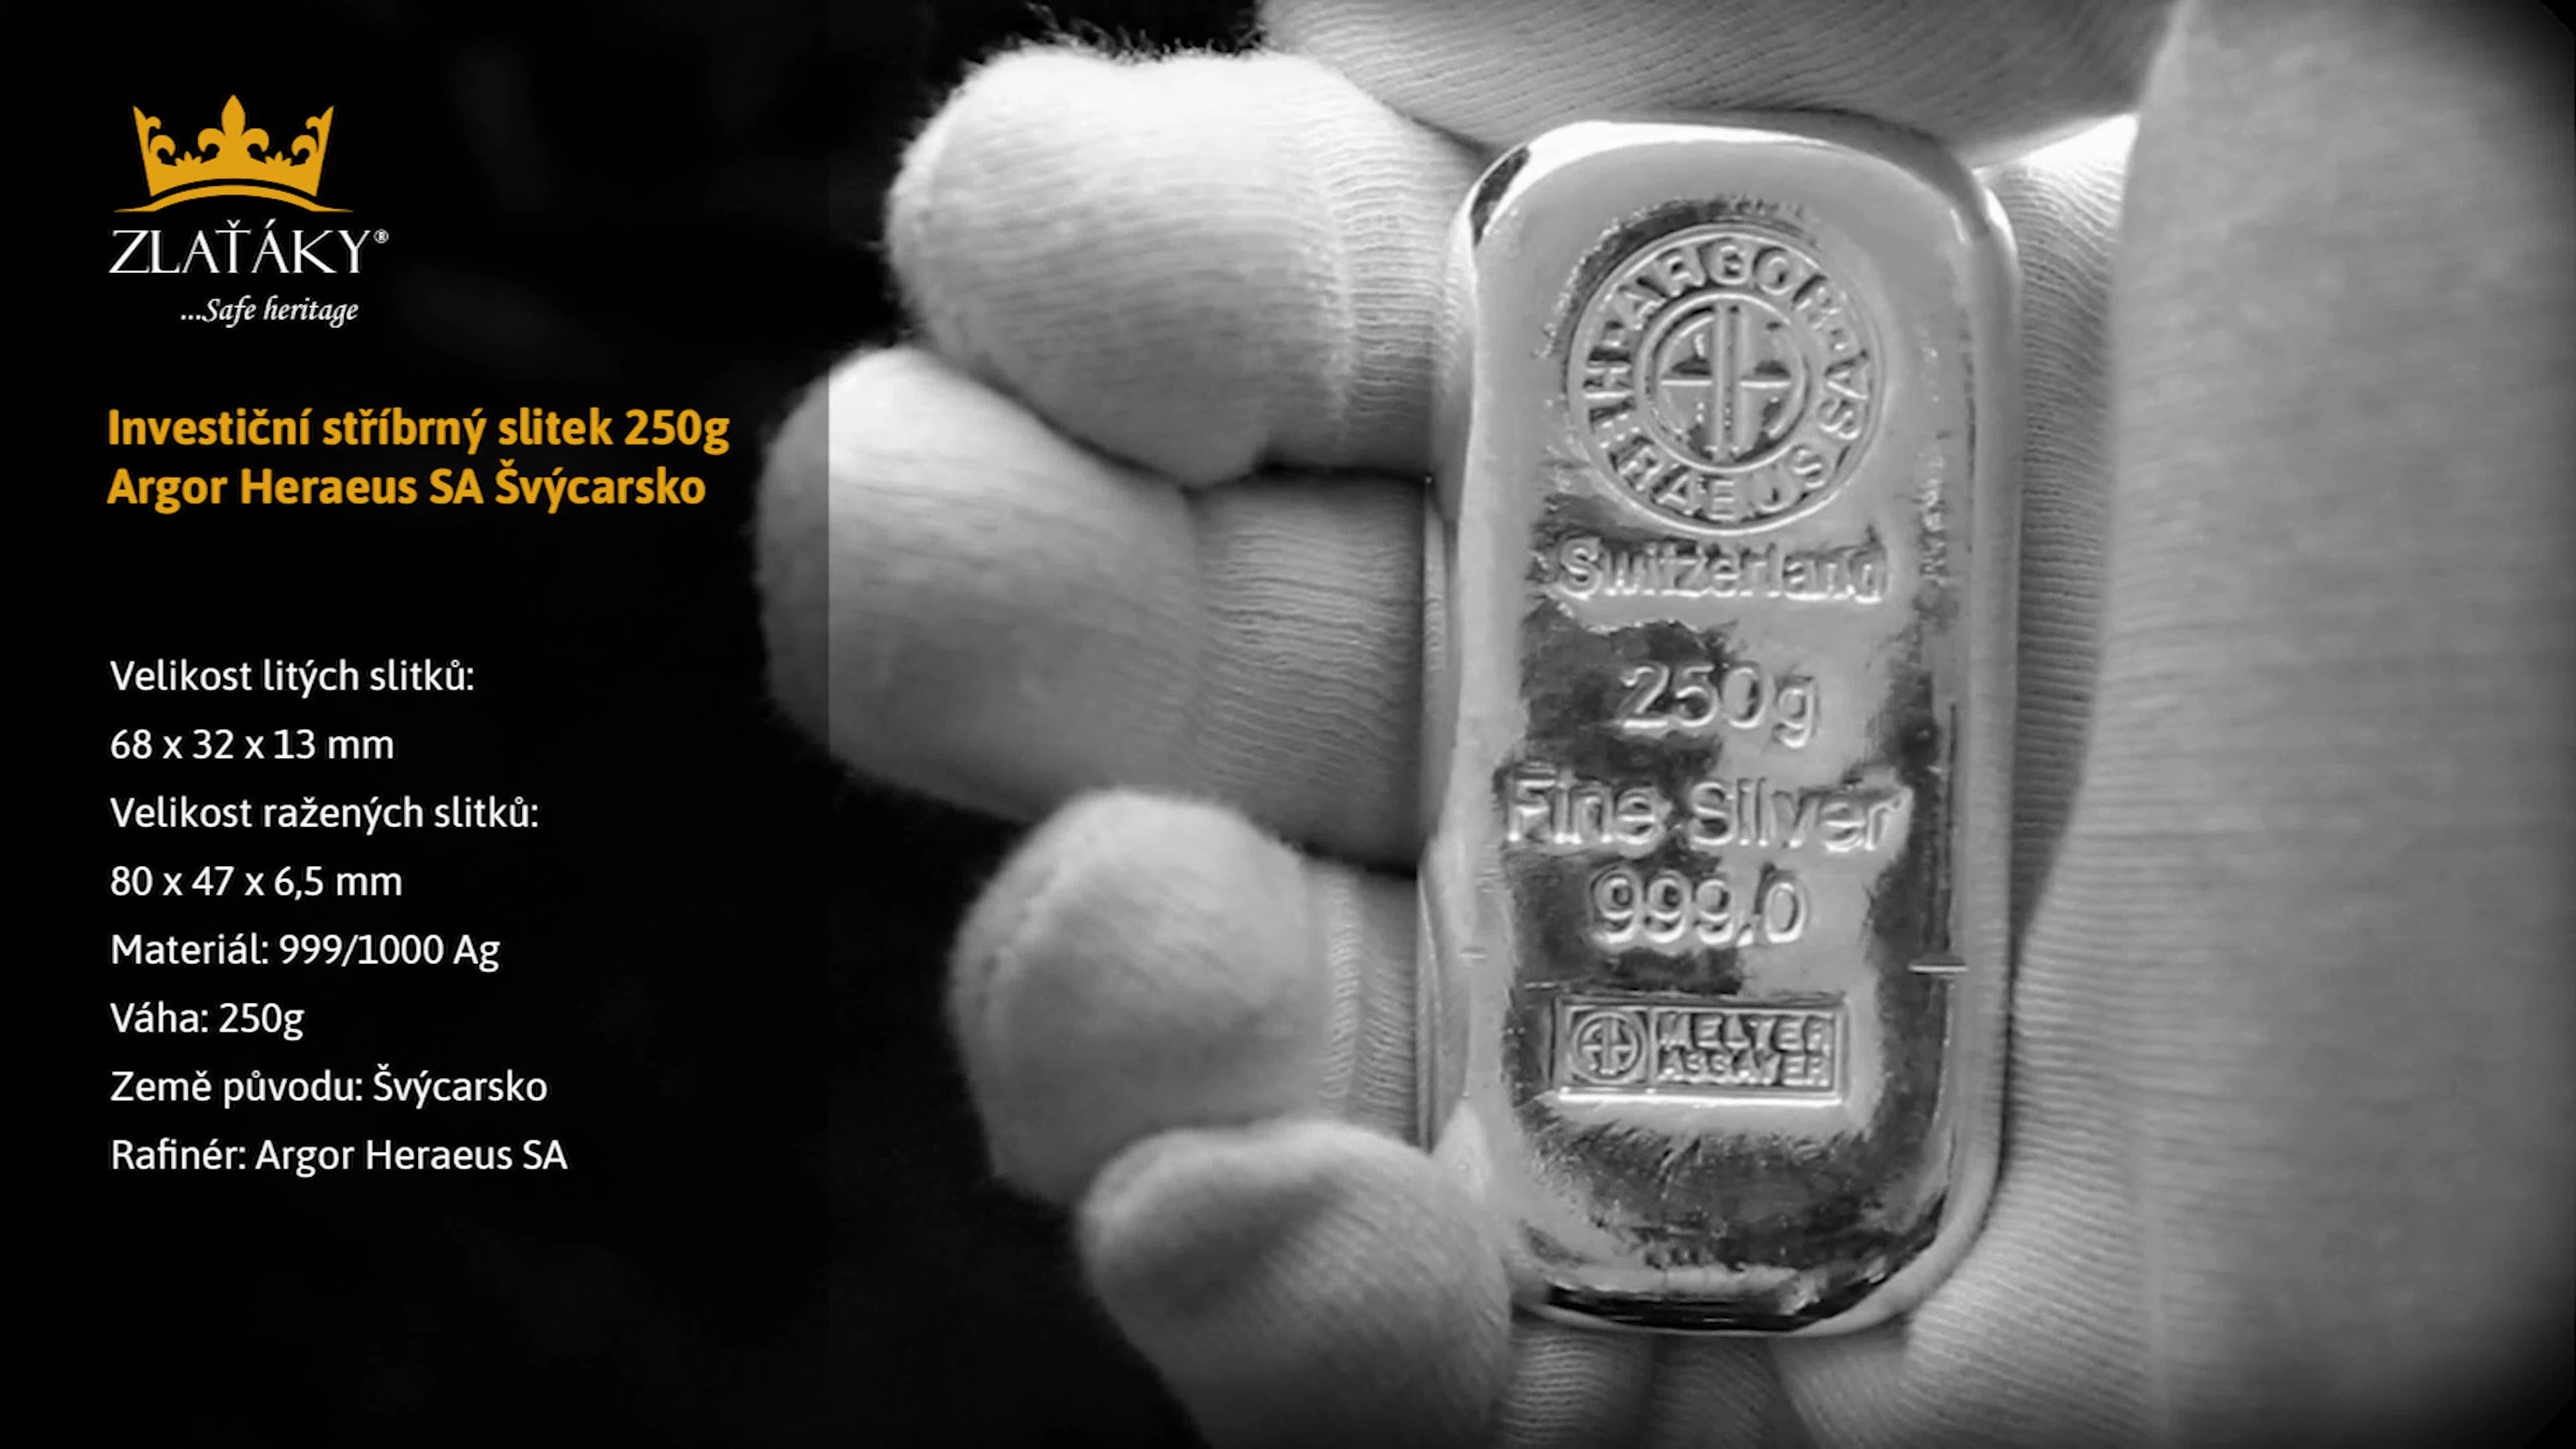 ZLAŤÁKY®
...Safe heritage
Investiční stříbrný slitek 250g
Argor Heraeus SA Švýcarsko
Velikost litých slitků:
68 x 32 x 13 mm
Velikost ražených slitků:
80 x 47 x 6,5 mm
Materiál: 999/1000 Ag
Váha: 250g
Země původu: Švýcarsko
Rafinér: Argor Heraeus SA
ARGOR HERAEUS SA
Switzerland
250g
Fine Silver
999,0
MELTER
ASSAYER